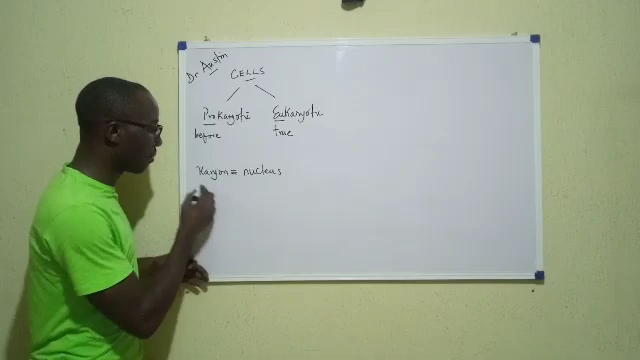 Dr Austin
CELLS
Prokaryotic Eukaryotic
before true
Karyon = nucleus